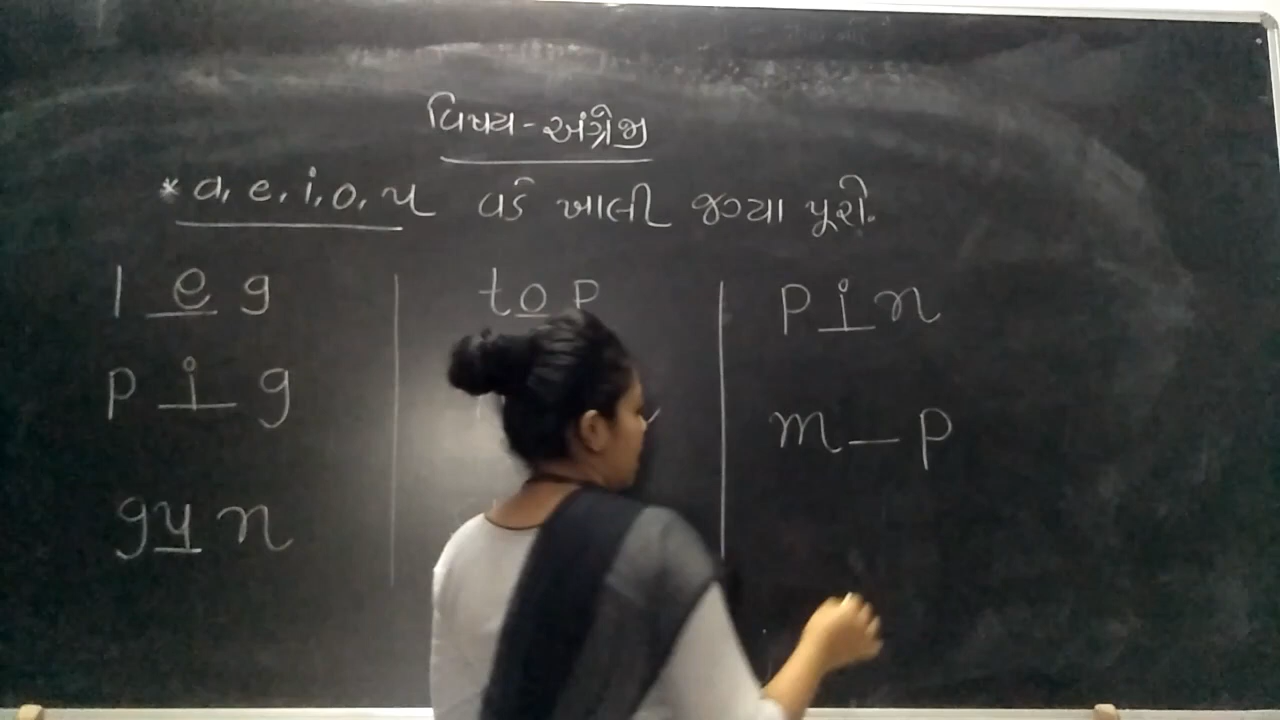 વિષય - અંગ્રેજી
* a, e, i, o, u વડે ખાલી જગ્યા પૂરો.
l e g
t o p
p i n
p i g
m _ p
g u n